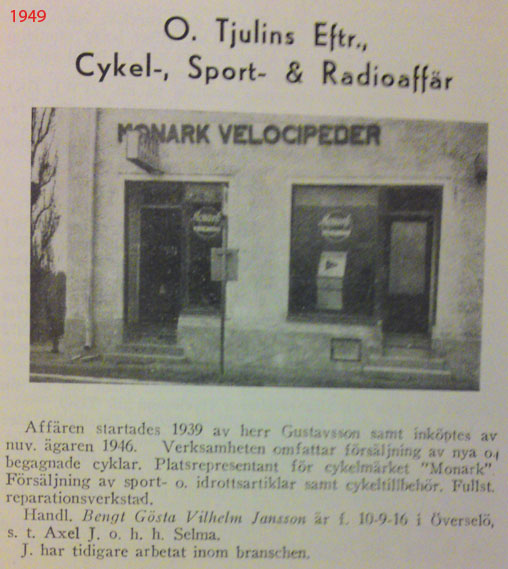 1949
O. Tjulins Eftr.,
Cykel-, Sport- & Radioaffär
MONARK VELOCIPEDER
Affären startades 1939 av herr Gustavsson samt inköptes av
nuv. ägaren 1946. Verksamheten omfattar försäljning av nya o
begagnade cyklar. Platsrepresentant för cykelmärket "Monark".
Försäljning av sport- o. idrottsartiklar samt cykeltillbehör. Fullst.
reparationsverkstad.
Handl. Bengt Gösta Vilhelm Jansson är f. 10-9-16 i Överselö,
s. t. Axel J. o. h. h. Selma.
J. har tidigare arbetat inom branschen.